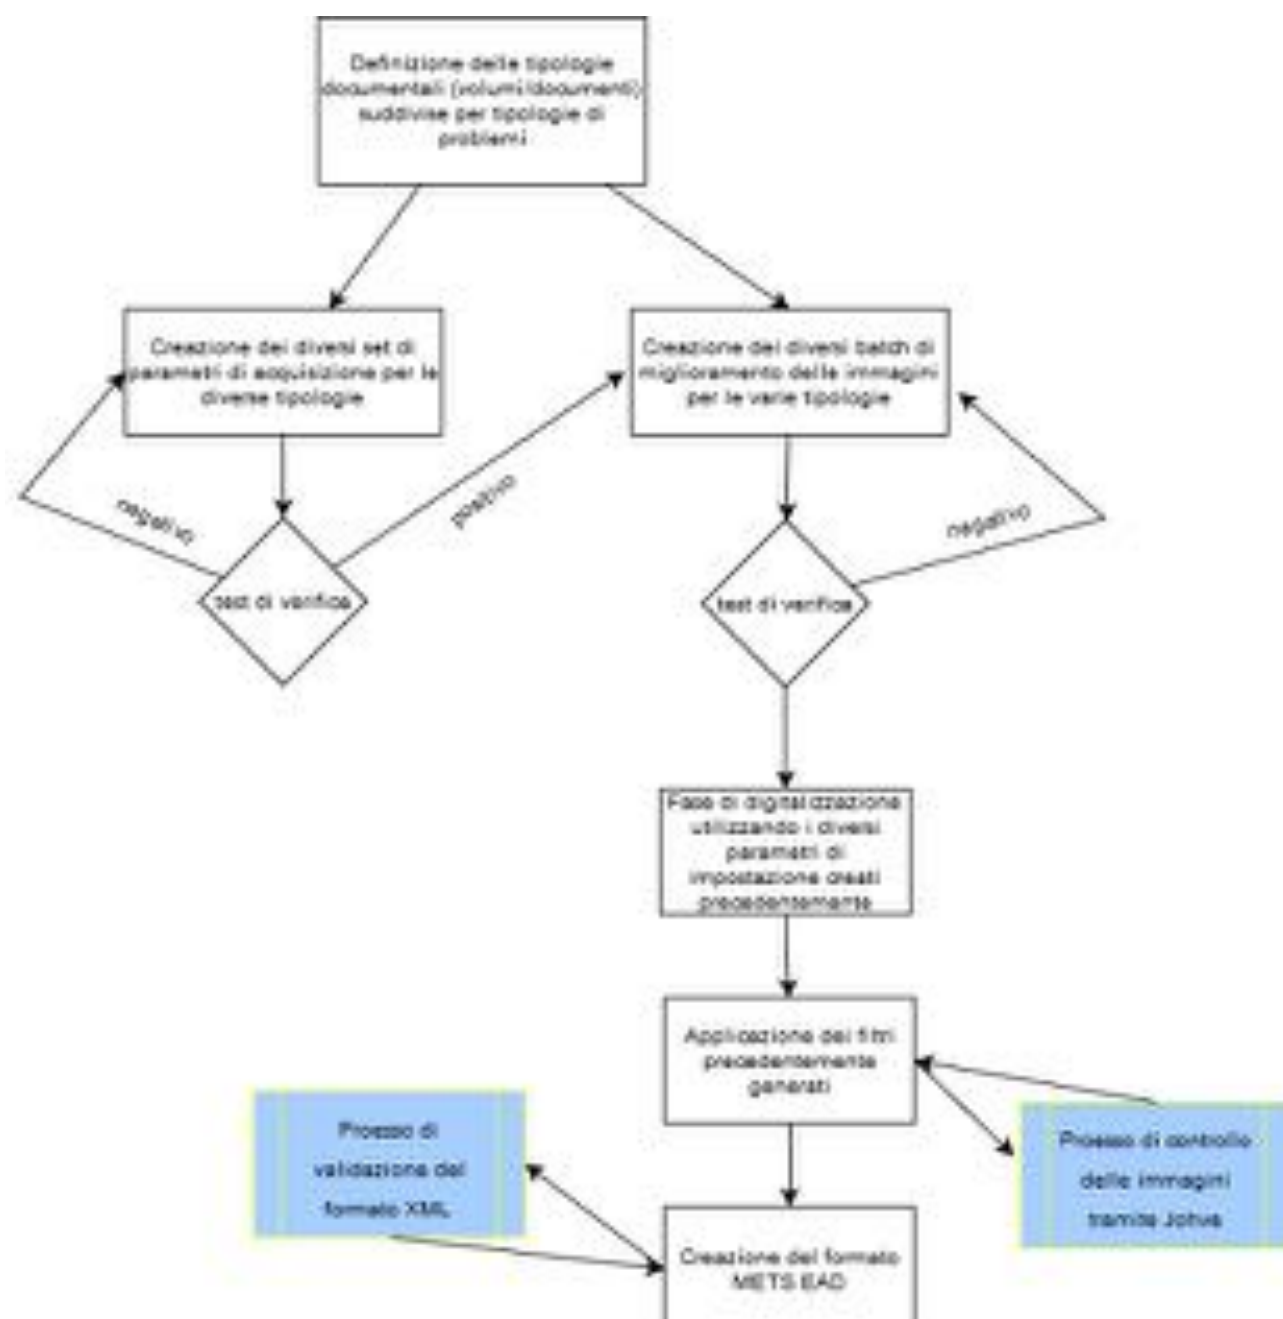 Definizione delle tipologie
documentali (volumi/documenti)
suddivise per tipologie di
problemi
Creazione dei diversi set di
parametri di acquisizione per le
diverse tipologie
Creazione dei diversi batch di
miglioramento delle immagini
per le varie tipologie
negativo
positivo
negativo
test di verifica
test di verifica
Fase di digitalizzazione
utilizzando i diversi
parametri di
impostazione creati
precedentemente
Applicazione dei filtri
precedentemente
generati
Proesso di
validazione del
formato XML
Proesso di controllo
delle immagini
tramite Johve
Creazione del formato
METS EAD